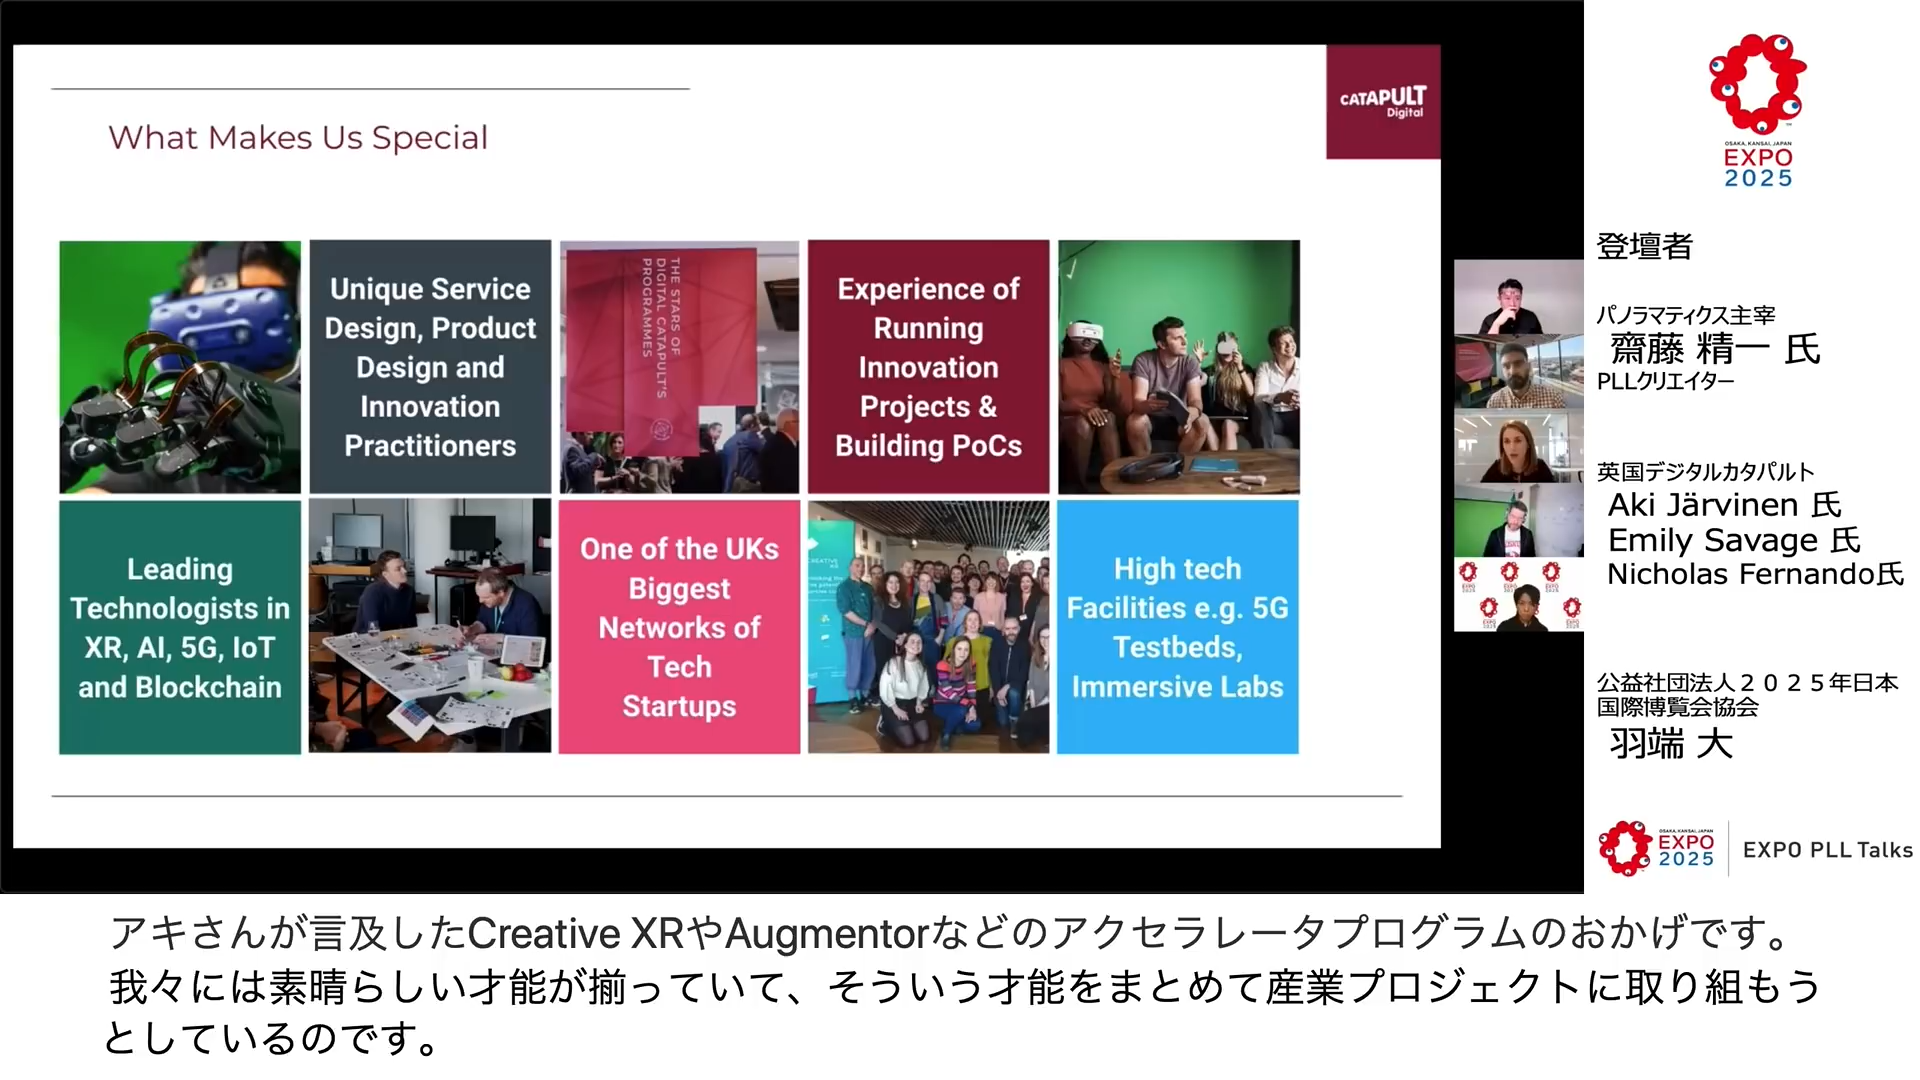 What Makes Us Special
CATAPULT
Digital
Unique Service
Design, Product
Design and
Innovation
Practitioners
THE STARS OF
DIGITAL CATAPULT'S
PROGRAMMES
Experience of
Running
Innovation
Projects &
Building PoCs
Leading
Technologists in
XR, AI, 5G, IoT
and Blockchain
One of the UKs
Biggest
Networks of
Tech
Startups
High tech
Facilities e.g. 5G
Testbeds,
Immersive Labs
OSAKA, KANSAI, JAPAN
EXPO
2025
登壇者
パノラマティクス主宰
齋藤 精一 氏
PLLクリエイター
英国デジタルカタパルト
Aki Järvinen 氏
Emily Savage 氏
Nicholas Fernando氏
公益社団法人２０２５年日本
国際博覧会協会
羽端 大
OSAKA, KANSAI, JAPAN
EXPO
2025
EXPO PLL Talks
アキさんが言及したCreative XRやAugmentorなどのアクセラレータプログラムのおかげです。
我々には素晴らしい才能が揃っていて、そういう才能をまとめて産業プロジェクトに取り組もう
としているのです。